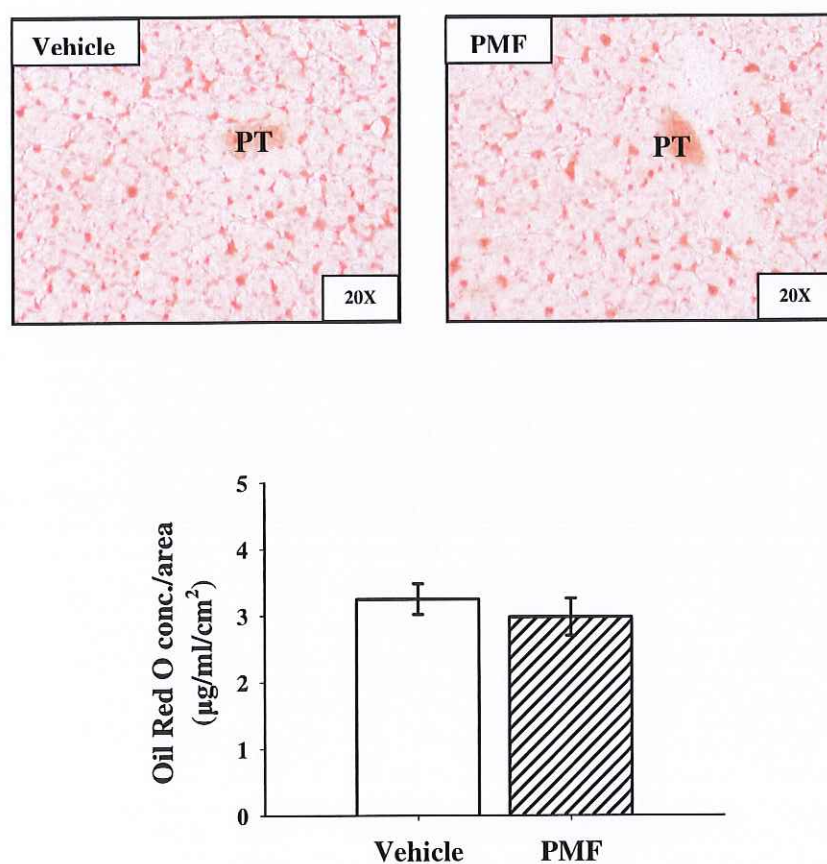 Vehicle
PMF
PT
PT
20X
20X
Oil Red O conc./area
(µg/ml/cm²)
5
4
3
2
1
0
Vehicle
PMF